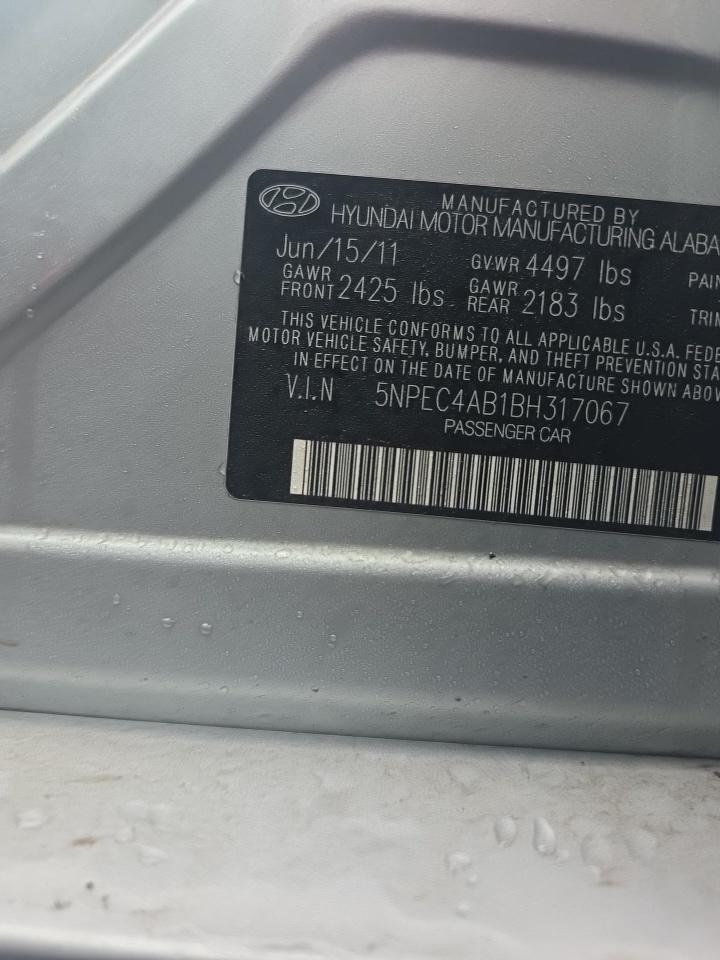 MANUFACTURED BY
HYUNDAI MOTOR MANUFACTURING ALABA
Jun/15/11 GVWR 4497 lbs PAIN
GAWR FRONT 2425 lbs GAWR REAR 2183 lbs TRIM
THIS VEHICLE CONFORMS TO ALL APPLICABLE U.S.A. FEDE
MOTOR VEHICLE SAFETY, BUMPER, AND THEFT PREVENTION STA
IN EFFECT ON THE DATE OF MANUFACTURE SHOWN ABOV
V.I.N 5NPEC4AB1BH317067
PASSENGER CAR